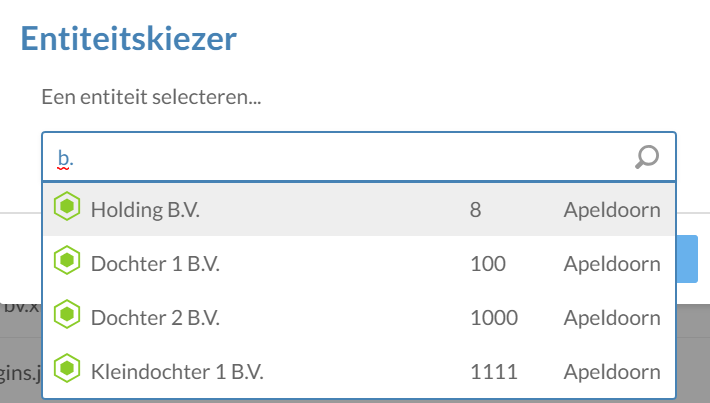 Entiteitskiezer
Een entiteit selecteren...
b.
Holding B.V. 8 Apeldoorn
Dochter 1 B.V. 100 Apeldoorn
Dochter 2 B.V. 1000 Apeldoorn
bv.x
Kleindochter 1 B.V. 1111 Apeldoorn
gins.j